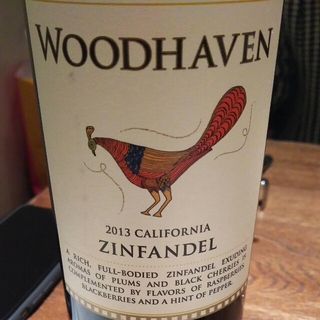 WOODHAVEN
2013 CALIFORNIA
ZINFANDEL
A RICH, FULL-BODIED ZINFANDEL EXUDING
AROMAS OF PLUMS AND BLACK CHERRIES IS
COMPLEMENTED BY FLAVORS OF RASPBERRIES
BLACKBERRIES AND A HINT OF PEPPER.